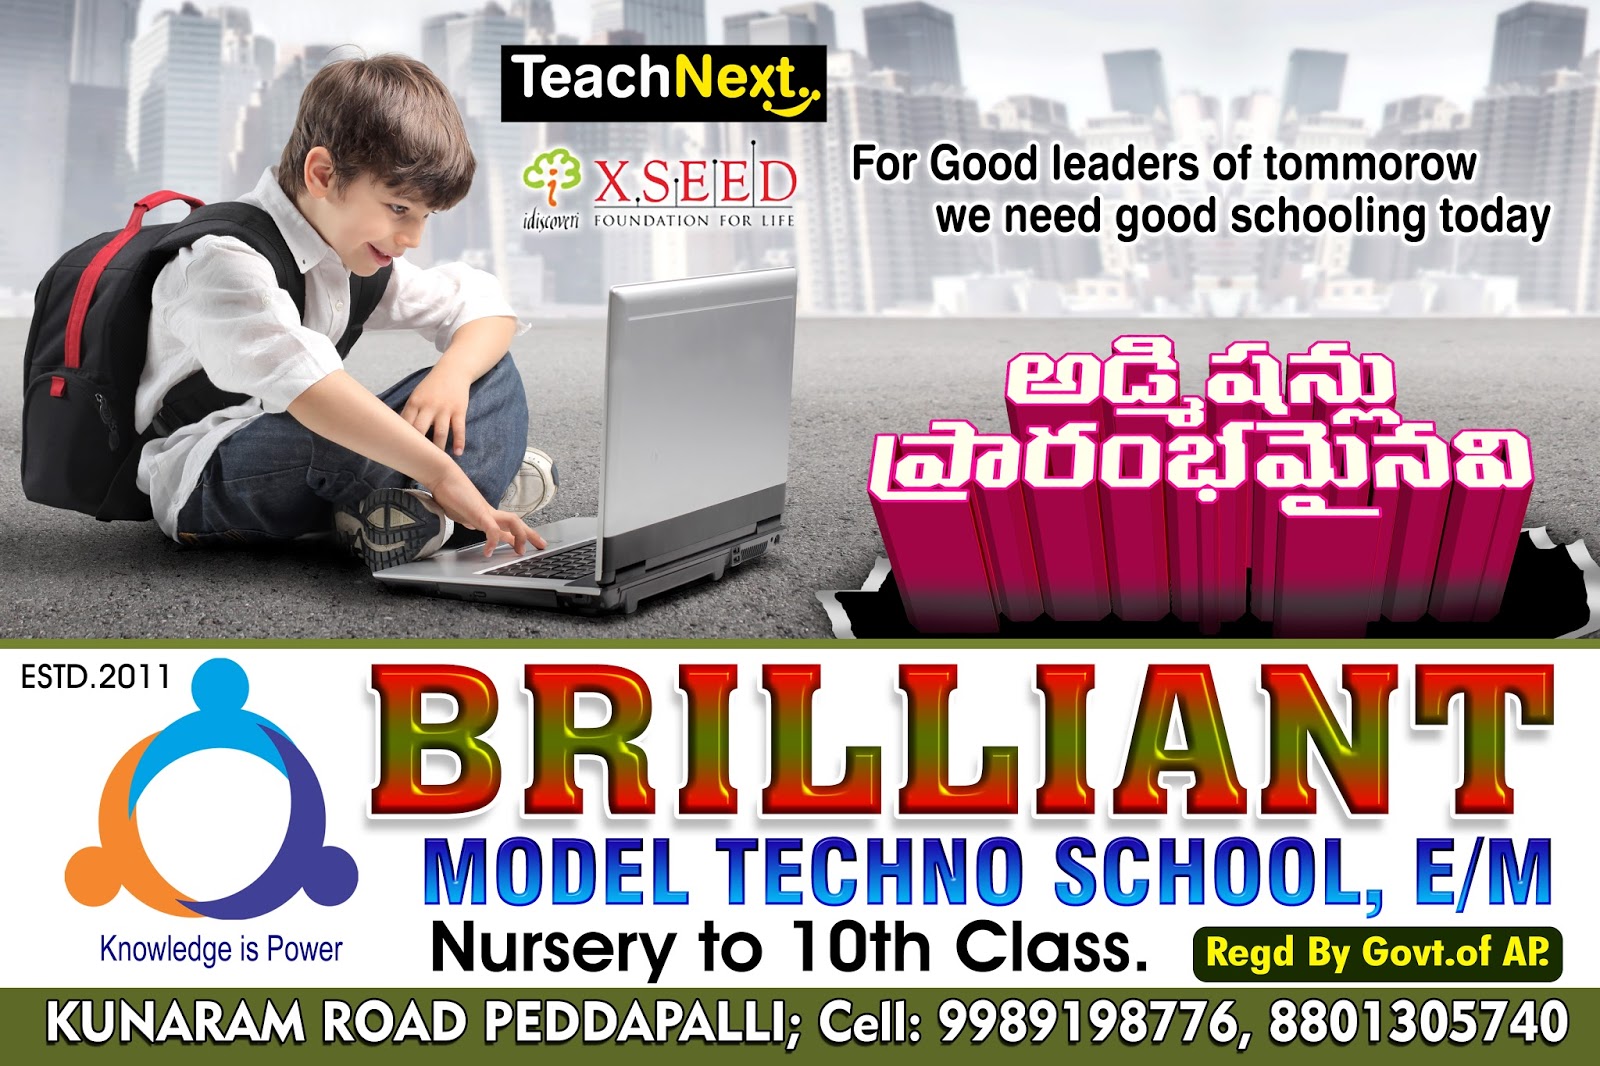 TeachNext..
idiscoveri
X.SEED
FOUNDATION FOR LIFE
For Good leaders of tommorow
we need good schooling today
అడ్మిషన్లు
ప్రారంభమైనవి
ESTD.2011
Knowledge is Power
BRILLIANT
MODEL TECHNO SCHOOL, E/M
Nursery to 10th Class.
Regd By Govt.of AP.
KUNARAM ROAD PEDDAPALLI; Cell: 9989198776, 8801305740